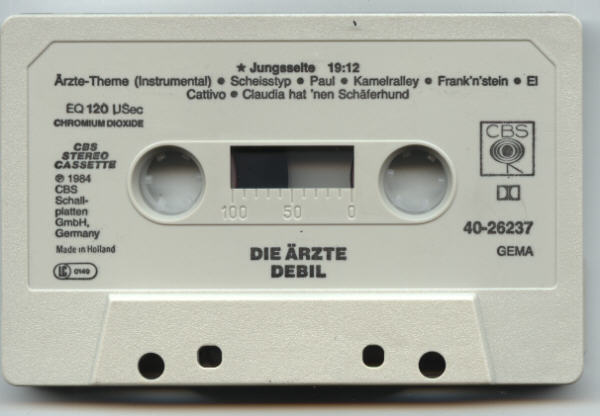 ★ Jungsseite 19:12
Ärzte-Theme (Instrumental) ● Scheisstyp ● Paul ● Kamelralley ● Frank'n'stein ● El
Cattivo ● Claudia hat 'nen Schäferhund
EQ 120 µSec
CHROMIUM DIOXIDE
CBS
STEREO
CASSETTE
℗ 1984
CBS
Schall-
platten
GmbH,
Germany
Made in Holland
LC 0149
100 50 0
DIE ÄRZTE
DEBIL
CBS
40-26237
GEMA